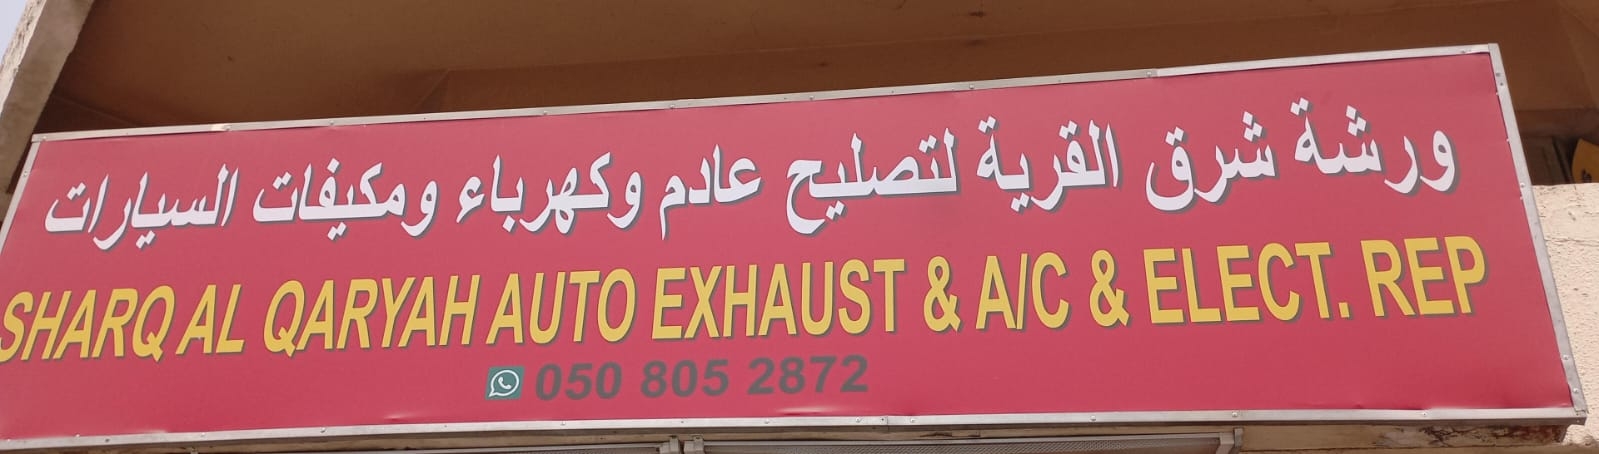 ورشة شرق القرية لتصليح عادم وكهرباء ومكيفات السيارات
SHARQ AL QARYAH AUTO EXHAUST & A/C & ELECT. REP
050 805 2872